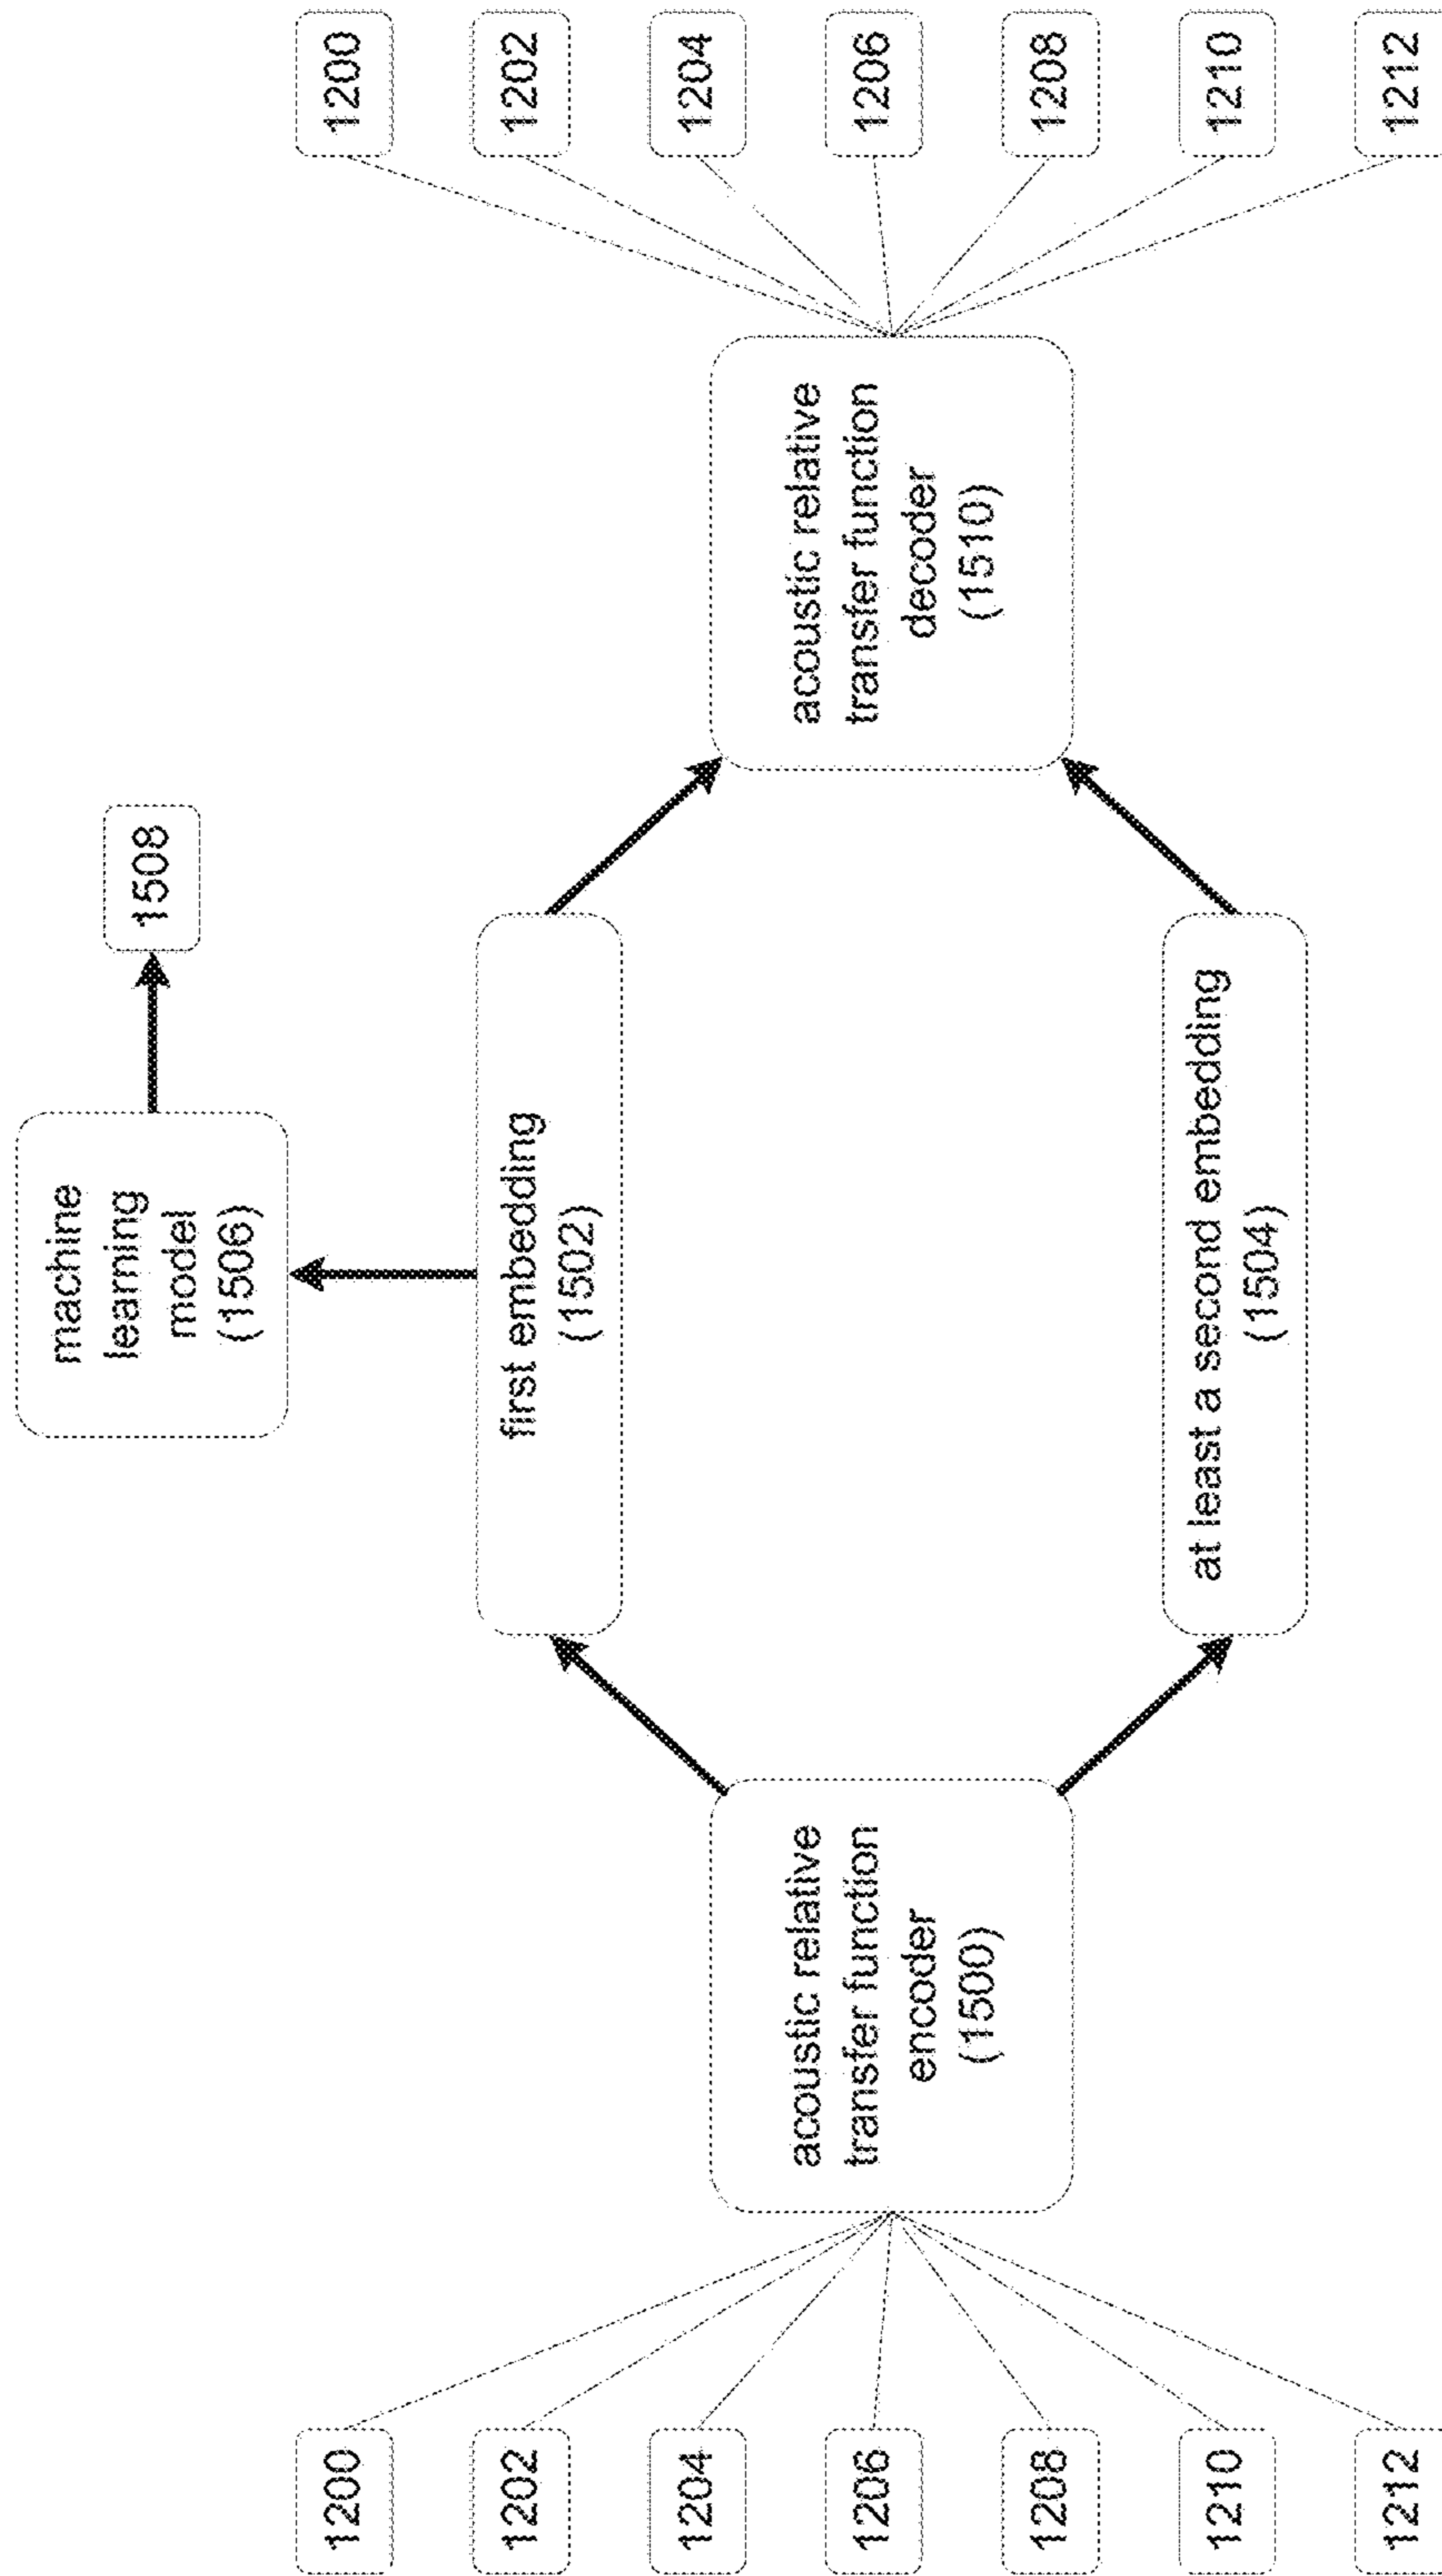 1200
1202
1204
1206
1208
1210
1212
acoustic relative
transfer function
encoder
(1500)
machine
learning
model
(1506)
1508
first embedding
(1502)
at least a second embedding
(1504)
acoustic relative
transfer function
decoder
(1510)
1200
1202
1204
1206
1208
1210
1212